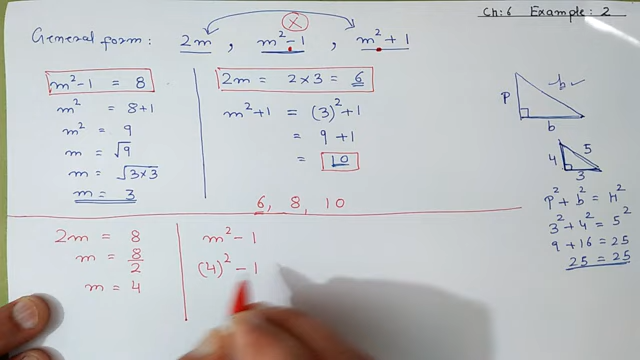 Ch:6 Example: 2
General form: 2m, m²-1, m²+1
x
m²-1 = 8
m² = 8+1
m² = 9
m = √9
m = √3×3
m = 3
2m = 2×3 = 6
m²+1 = (3)²+1
= 9+1
= 10
6, 8, 10
P
h
b
4
5
3
P²+b²=H²
3²+4²=5²
9+16=25
25=25
2m = 8
m = 8/2
m = 4
m²-1
(4)²-1